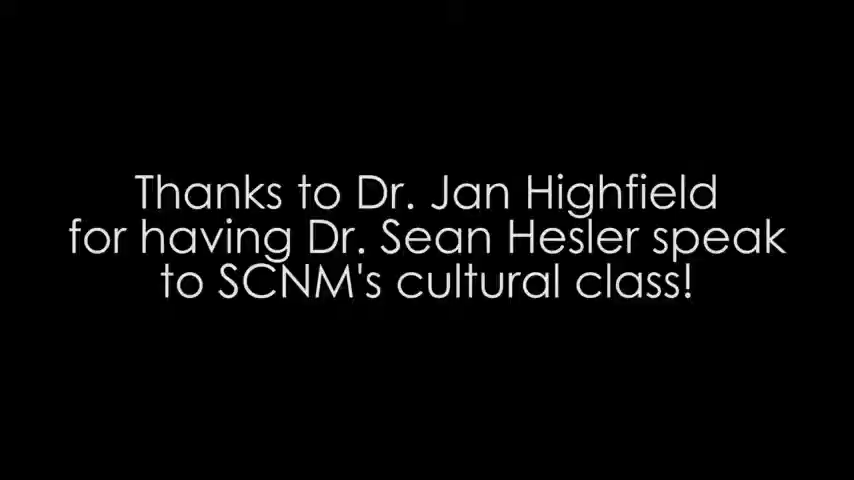 Thanks to Dr. Jan Highfield
for having Dr. Sean Hesler speak
to SCNM's cultural class!